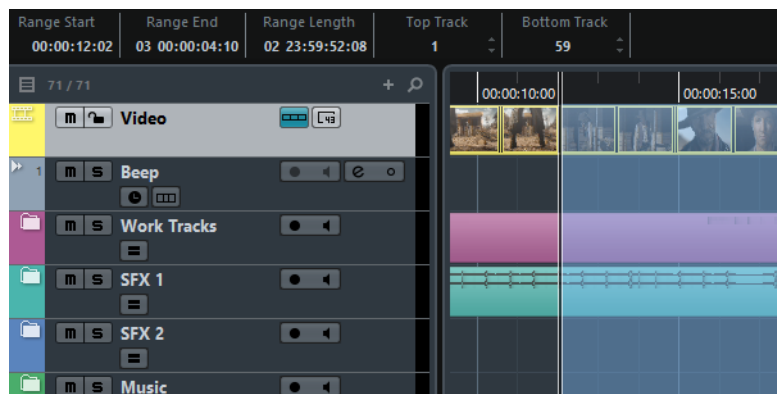 Range Start Range End Range Length Top Track Bottom Track
00:00:12:02 03 00:00:04:10 02 23:59:52:08 1 59
71 / 71
00:00:10:00 00:00:15:00
m Video
1 m S Beep e
m S Work Tracks
m S SFX 1
m S SFX 2
m S Music